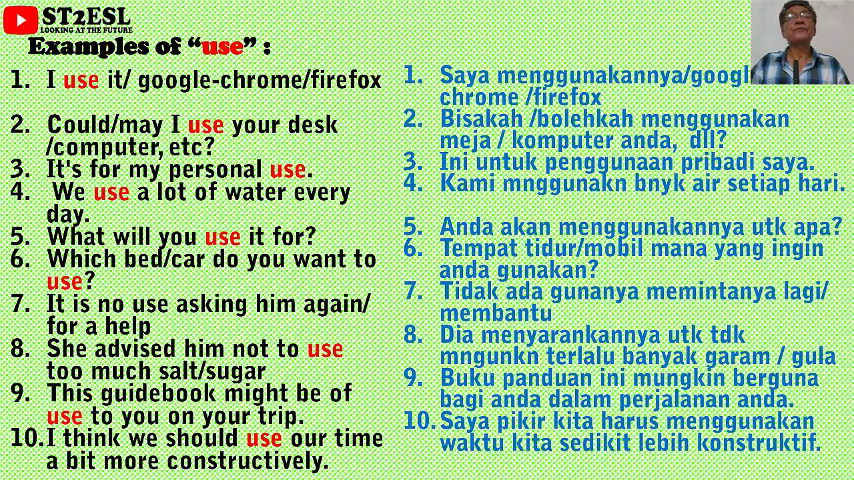 ST2ESL
LOOKING AT THE FUTURE
Examples of “use” :
1. I use it/ google-chrome/firefox
2. Could/may I use your desk
/computer, etc?
3. It's for my personal use.
4. We use a lot of water every
day.
5. What will you use it for?
6. Which bed/car do you want to
use?
7. It is no use asking him again/
for a help
8. She advised him not to use
too much salt/sugar
9. This guidebook might be of
use to you on your trip.
10. I think we should use our time
a bit more constructively.
1. Saya menggunakannya/googl
chrome /firefox
2. Bisakah /bolehkah menggunakan
meja / komputer anda, dll?
3. Ini untuk penggunaan pribadi saya.
4. Kami mnggunakn bnyk air setiap hari.
5. Anda akan menggunakannya utk apa?
6. Tempat tidur/mobil mana yang ingin
anda gunakan?
7. Tidak ada gunanya memintanya lagi/
membantu
8. Dia menyarankannya utk tdk
mngunkn terlalu banyak garam / gula
9. Buku panduan ini mungkin berguna
bagi anda dalam perjalanan anda.
10. Saya pikir kita harus menggunakan
waktu kita sedikit lebih konstruktif.